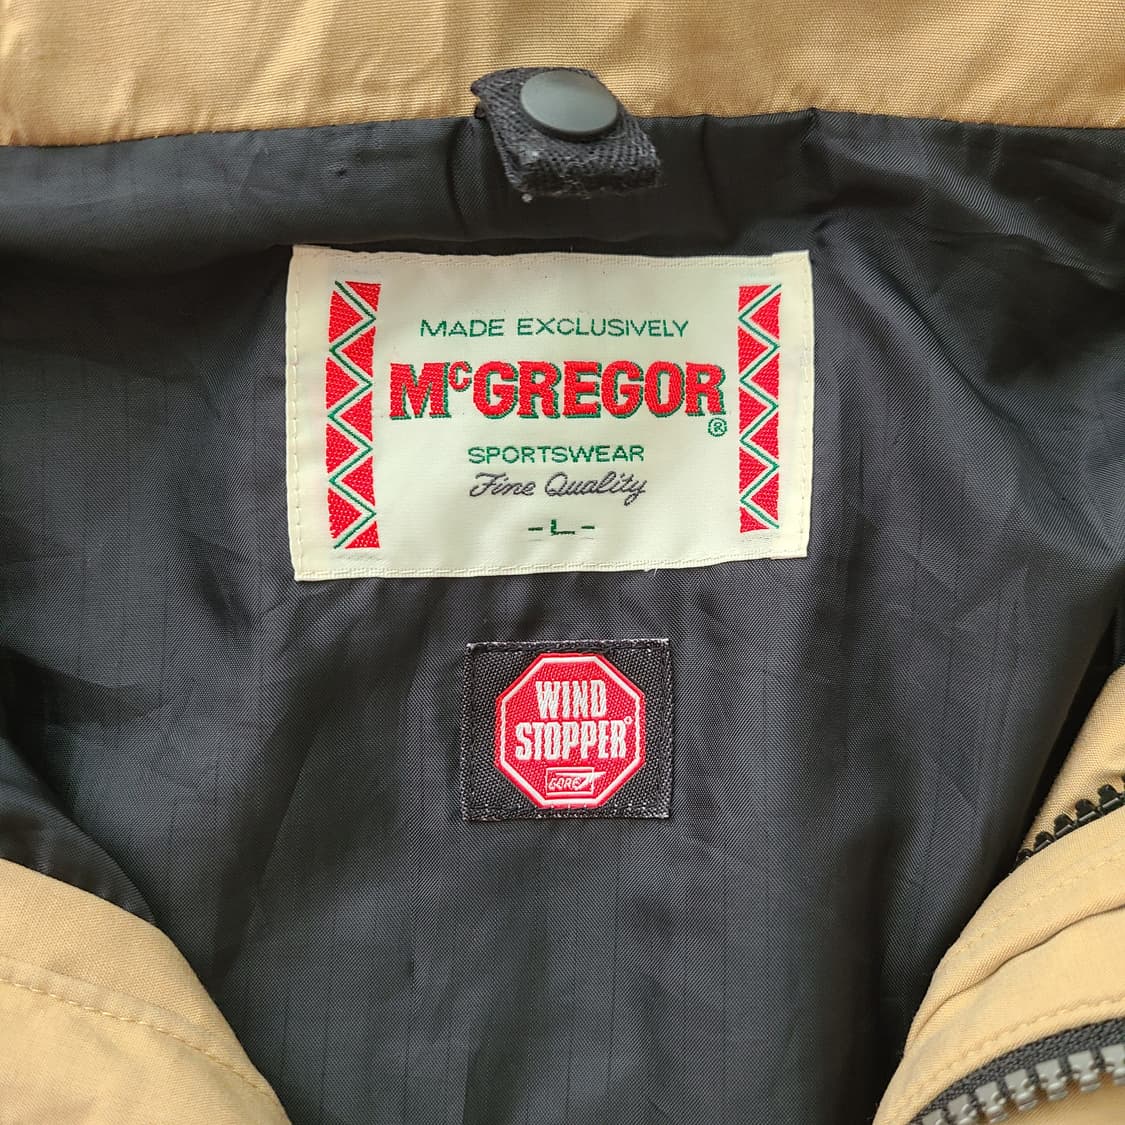 MADE EXCLUSIVELY
McGREGOR®
SPORTSWEAR
Fine Quality
-L-
WIND
STOPPER®
GORE